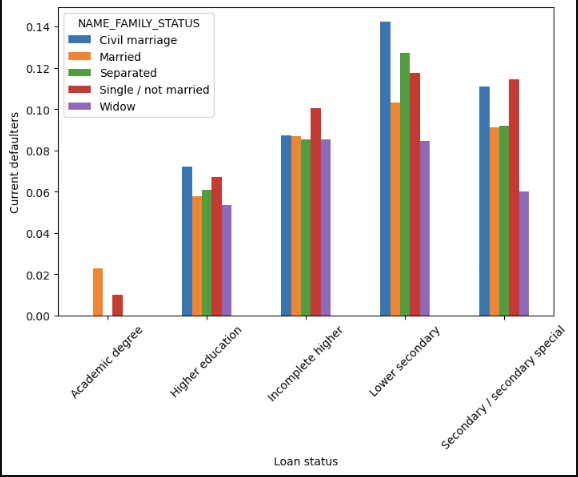 NAME_FAMILY_STATUS
Civil marriage
Married
Separated
Single / not married
Widow
Current defaulters
0.14
0.12
0.10
0.08
0.06
0.04
0.02
0.00
Academic degree
Higher education
Incomplete higher
Lower secondary
Secondary / secondary special
Loan status